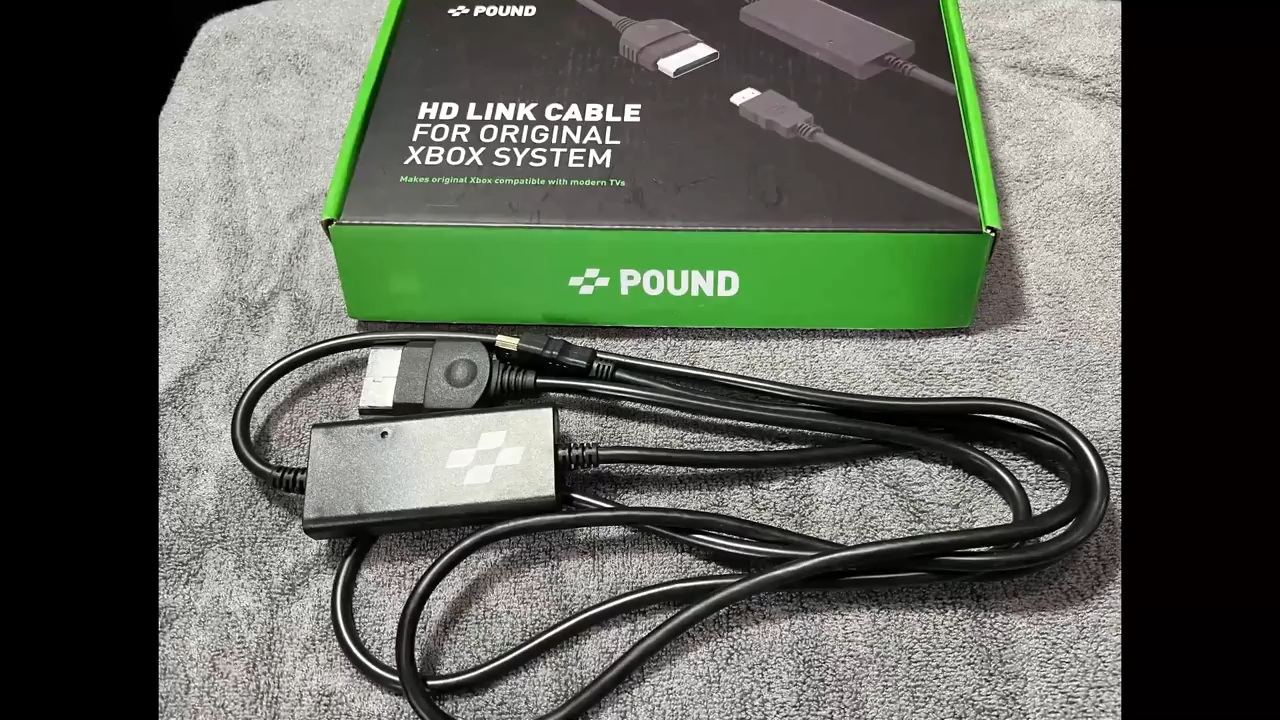 POUND
HD LINK CABLE
FOR ORIGINAL
XBOX SYSTEM
Makes original Xbox compatible with modern TVs
POUND